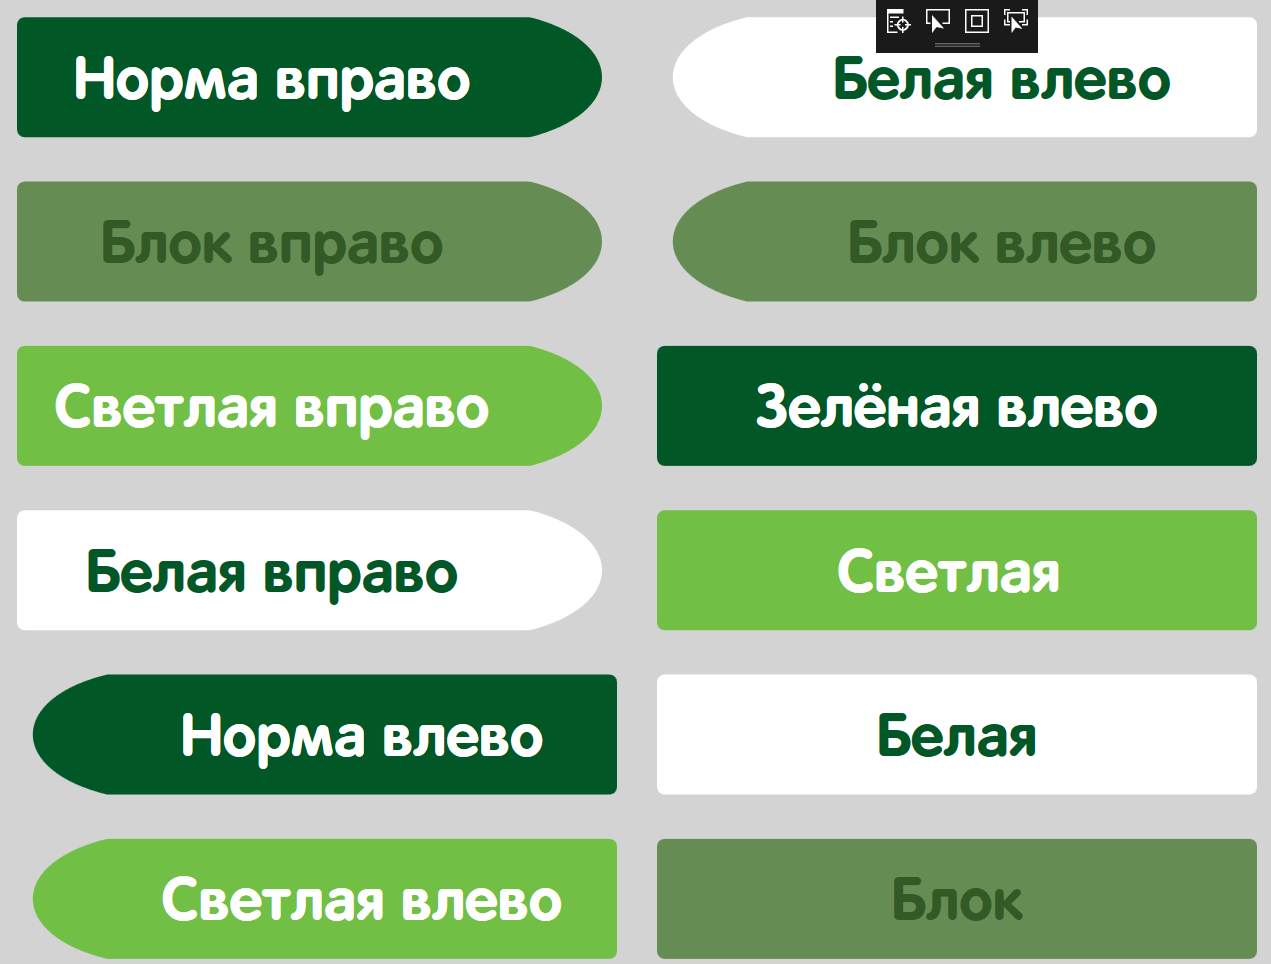 Норма вправо
Белая влево
Блок вправо
Блок влево
Светлая вправо
Зелёная влево
Белая вправо
Светлая
Норма влево
Белая
Светлая влево
Блок